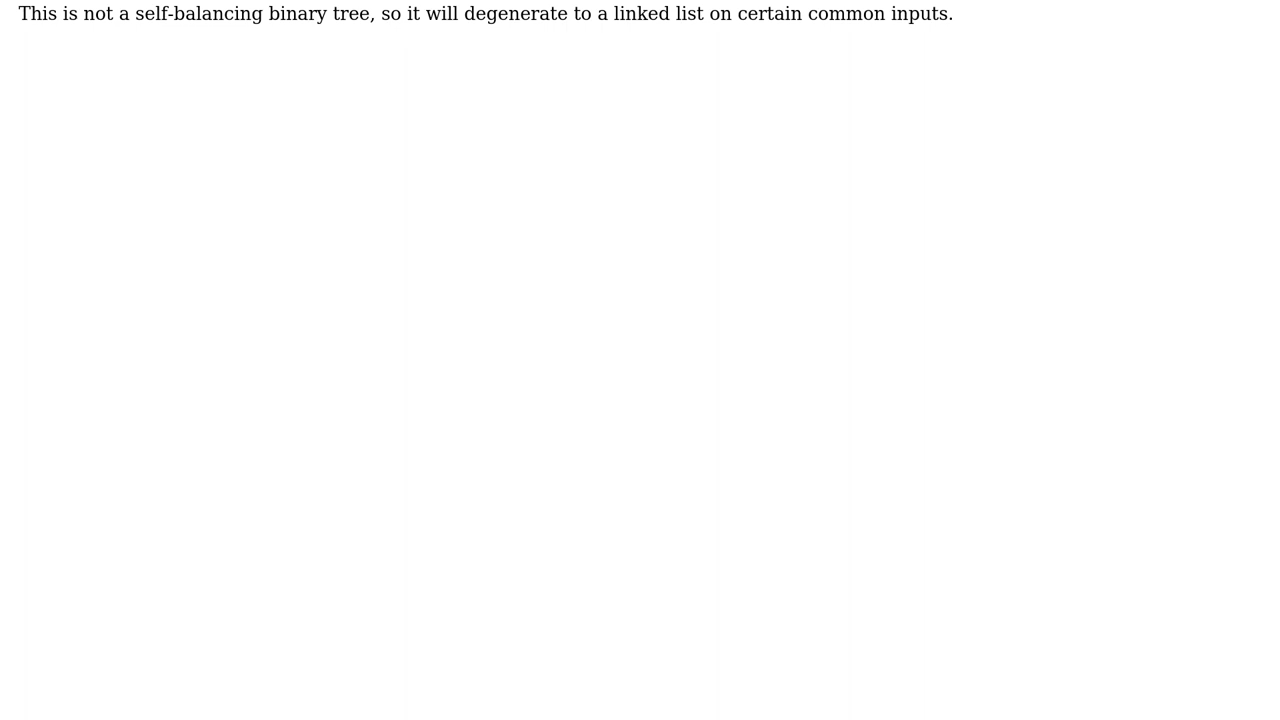 This is not a self-balancing binary tree, so it will degenerate to a linked list on certain common inputs.